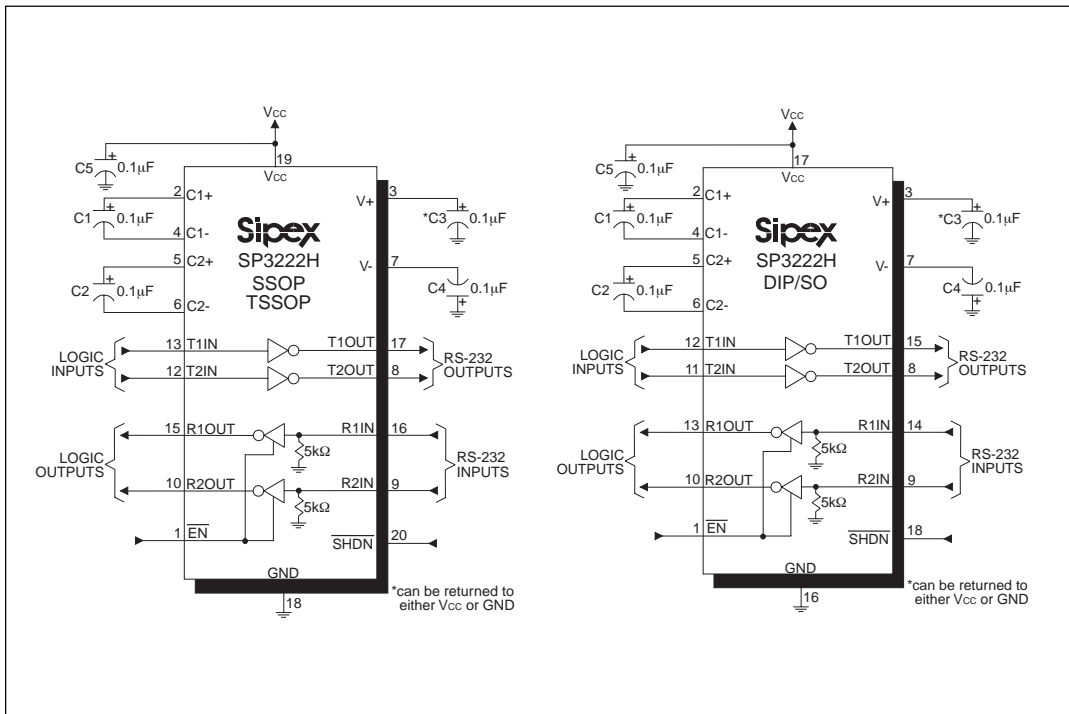 Vcc
C5
+
0.1µF
19
Vcc
2
C1+
C1
+
0.1µF
4
C1-
5
C2+
C2
+
0.1µF
6
C2-
Sipex
SP3222H
SSOP
TSSOP
V+
3
*C3
+
0.1µF
V-
7
C4
+
0.1µF
LOGIC
INPUTS
13
T1IN
T1OUT
17
12
T2IN
T2OUT
8
RS-232
OUTPUTS
LOGIC
OUTPUTS
15
R1OUT
R1IN
16
5kΩ
10
R2OUT
R2IN
9
5kΩ
RS-232
INPUTS
1
EN
SHDN
20
GND
18
*can be returned to
either Vcc or GND
Vcc
C5
+
0.1µF
17
Vcc
2
C1+
C1
+
0.1µF
4
C1-
5
C2+
C2
+
0.1µF
6
C2-
Sipex
SP3222H
DIP/SO
V+
3
*C3
+
0.1µF
V-
7
C4
+
0.1µF
LOGIC
INPUTS
12
T1IN
T1OUT
15
11
T2IN
T2OUT
8
RS-232
OUTPUTS
LOGIC
OUTPUTS
13
R1OUT
R1IN
14
5kΩ
10
R2OUT
R2IN
9
5kΩ
RS-232
INPUTS
1
EN
SHDN
18
GND
16
*can be returned to
either Vcc or GND